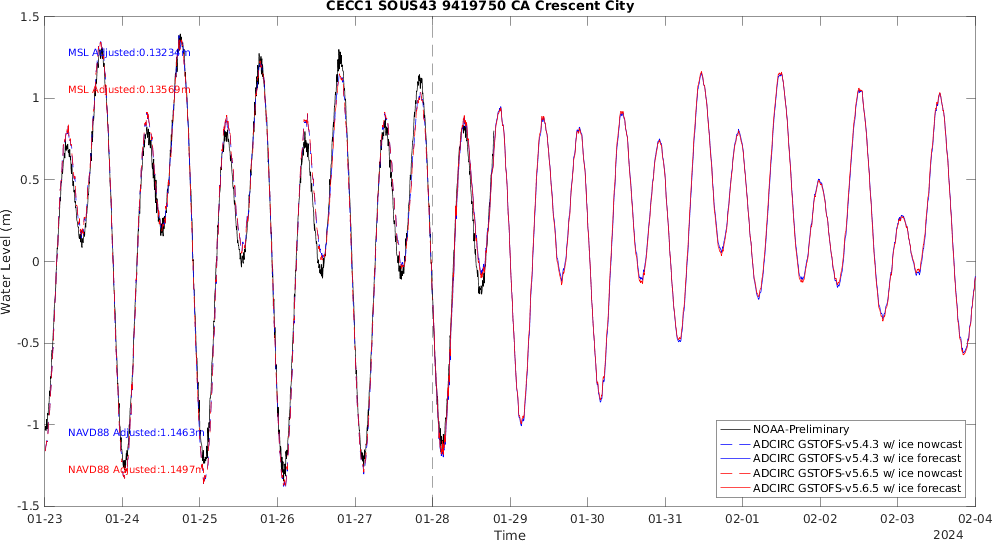 CECC1 SOUS43 9419750 CA Crescent City
1.5
1
0.5
0
-0.5
-1
-1.5
Water Level (m)
MSL Adjusted:0.13234m
MSL Adjusted:0.13569m
NAVD88 Adjusted:1.1463m
NAVD88 Adjusted:1.1497m
NOAA-Preliminary
ADCIRC GSTOFS-v5.4.3 w/ ice nowcast
ADCIRC GSTOFS-v5.4.3 w/ ice forecast
ADCIRC GSTOFS-v5.6.5 w/ ice nowcast
ADCIRC GSTOFS-v5.6.5 w/ ice forecast
01-23 01-24 01-25 01-26 01-27 01-28 01-29 01-30 01-31 02-01 02-02 02-03 02-04
Time
2024